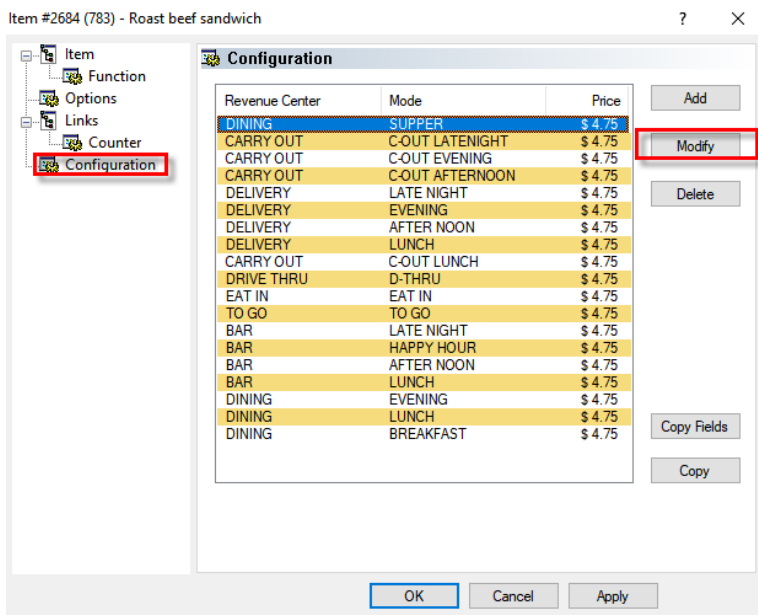 Item #2684 (783) - Roast beef sandwich
Item
Function
Options
Links
Counter
Configuration
Configuration
Revenue Center Mode Price
DINING SUPPER $ 4.75
CARRY OUT C-OUT LATENIGHT $ 4.75
CARRY OUT C-OUT EVENING $ 4.75
CARRY OUT C-OUT AFTERNOON $ 4.75
DELIVERY LATE NIGHT $ 4.75
DELIVERY EVENING $ 4.75
DELIVERY AFTER NOON $ 4.75
DELIVERY LUNCH $ 4.75
CARRY OUT C-OUT LUNCH $ 4.75
DRIVE THRU D-THRU $ 4.75
EAT IN EAT IN $ 4.75
TO GO TO GO $ 4.75
BAR LATE NIGHT $ 4.75
BAR HAPPY HOUR $ 4.75
BAR AFTER NOON $ 4.75
BAR LUNCH $ 4.75
DINING EVENING $ 4.75
DINING LUNCH $ 4.75
DINING BREAKFAST $ 4.75
Add
Modify
Delete
Copy Fields
Copy
OK Cancel Apply